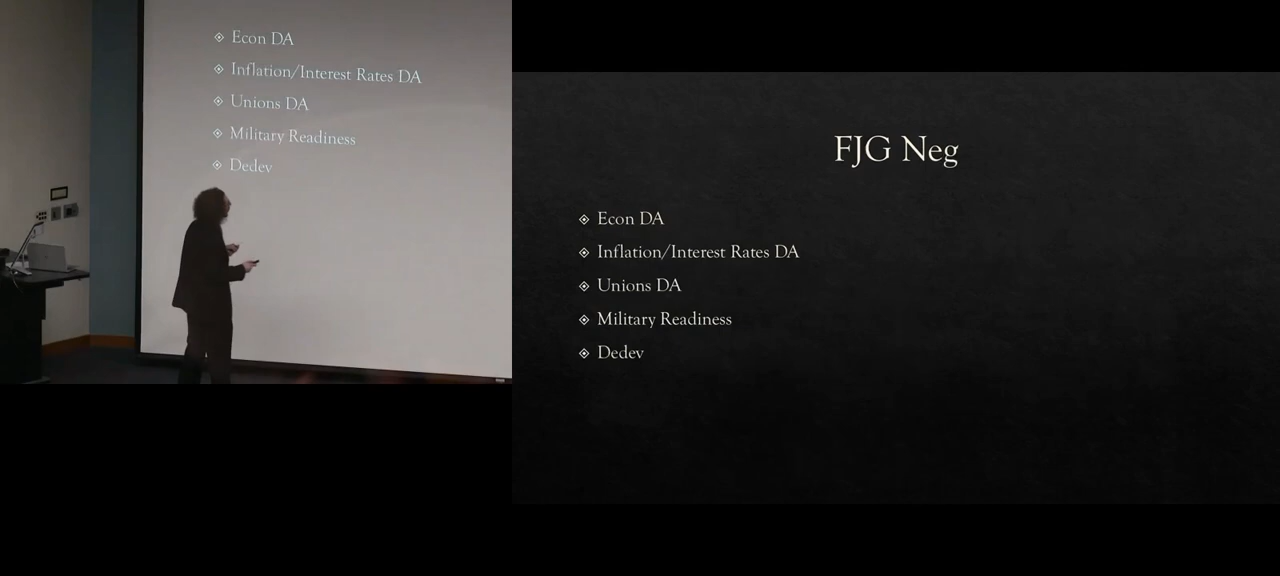 Econ DA
Inflation/Interest Rates DA
Unions DA
Military Readiness
Dedev
FJG Neg
Econ DA
Inflation/Interest Rates DA
Unions DA
Military Readiness
Dedev